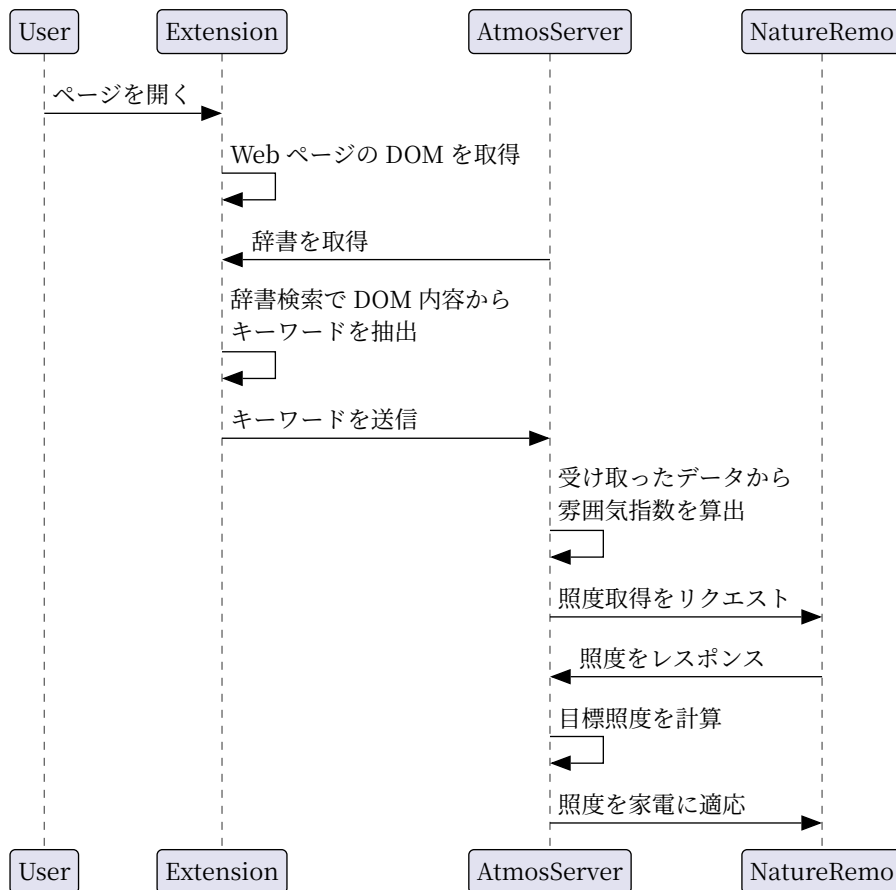 User Extension AtmosServer NatureRemo
ページを開く
Web ページの DOM を取得
辞書を取得
辞書検索で DOM 内容から
キーワードを抽出
キーワードを送信
受け取ったデータから
雰囲気指数を算出
照度取得をリクエスト
照度をレスポンス
目標照度を計算
照度を家電に適応
User Extension AtmosServer NatureRemo